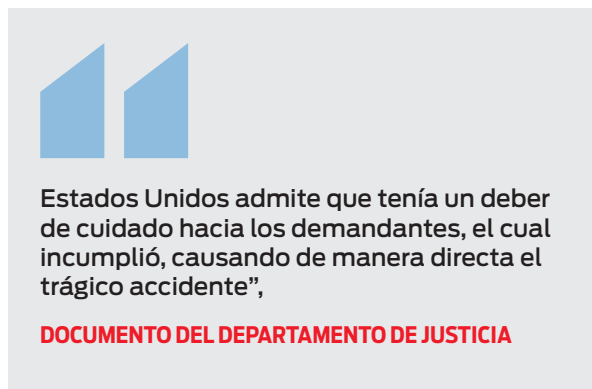 Estados Unidos admite que tenía un deber
de cuidado hacia los demandantes, el cual
incumplió, causando de manera directa el
trágico accidente”,
DOCUMENTO DEL DEPARTAMENTO DE JUSTICIA